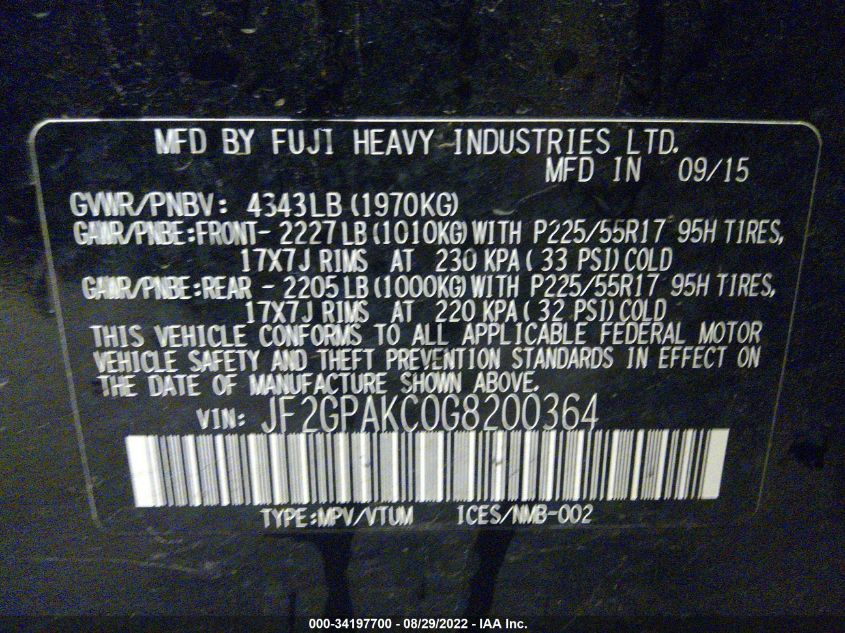 MFD BY FUJI HEAVY INDUSTRIES LTD.
MFD IN 09/15
GVWR/PNBV: 4343LB (1970KG)
GAWR/PNBE:FRONT- 2227 LB (1010KG) WITH P225/55R17 95H TIRES,
17X7J RIMS AT 230 KPA ( 33 PSI) COLD
GAWR/PNBE:REAR - 2205 LB (1000KG) WITH P225/55R17 95H TIRES,
17X7J RIMS AT 220 KPA ( 32 PSI) COLD
THIS VEHICLE CONFORMS TO ALL APPLICABLE FEDERAL MOTOR
VEHICLE SAFETY AND THEFT PREVENTION STANDARDS IN EFFECT ON
THE DATE OF MANUFACTURE SHOWN ABOVE.
VIN: JF2GPAKC0G8200364
TYPE:MPV/VTUM ICES/NMB-002
000-34197700 - 08/29/2022 - IAA Inc.